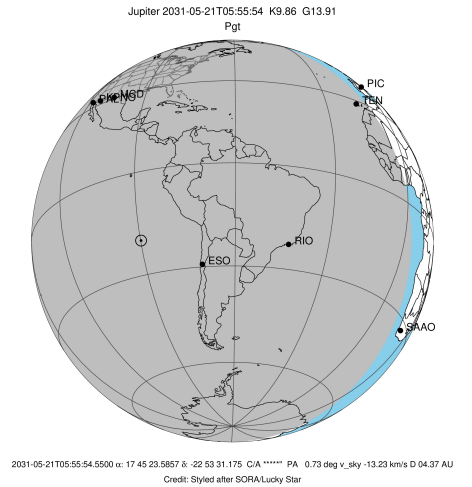 Jupiter 2031-05-21T05:55:54 K9.86 G13.91
Pgt
PIC
TEN
MCD
RIO
ESO
SAAO
2031-05-21T05:55:54.5500 α: 17 45 23.5857 δ: -22 53 31.175 C/A *****" PA 0.73 deg v_sky -13.23 km/s D 04.37 AU
Credit: Styled after SORA/Lucky Star